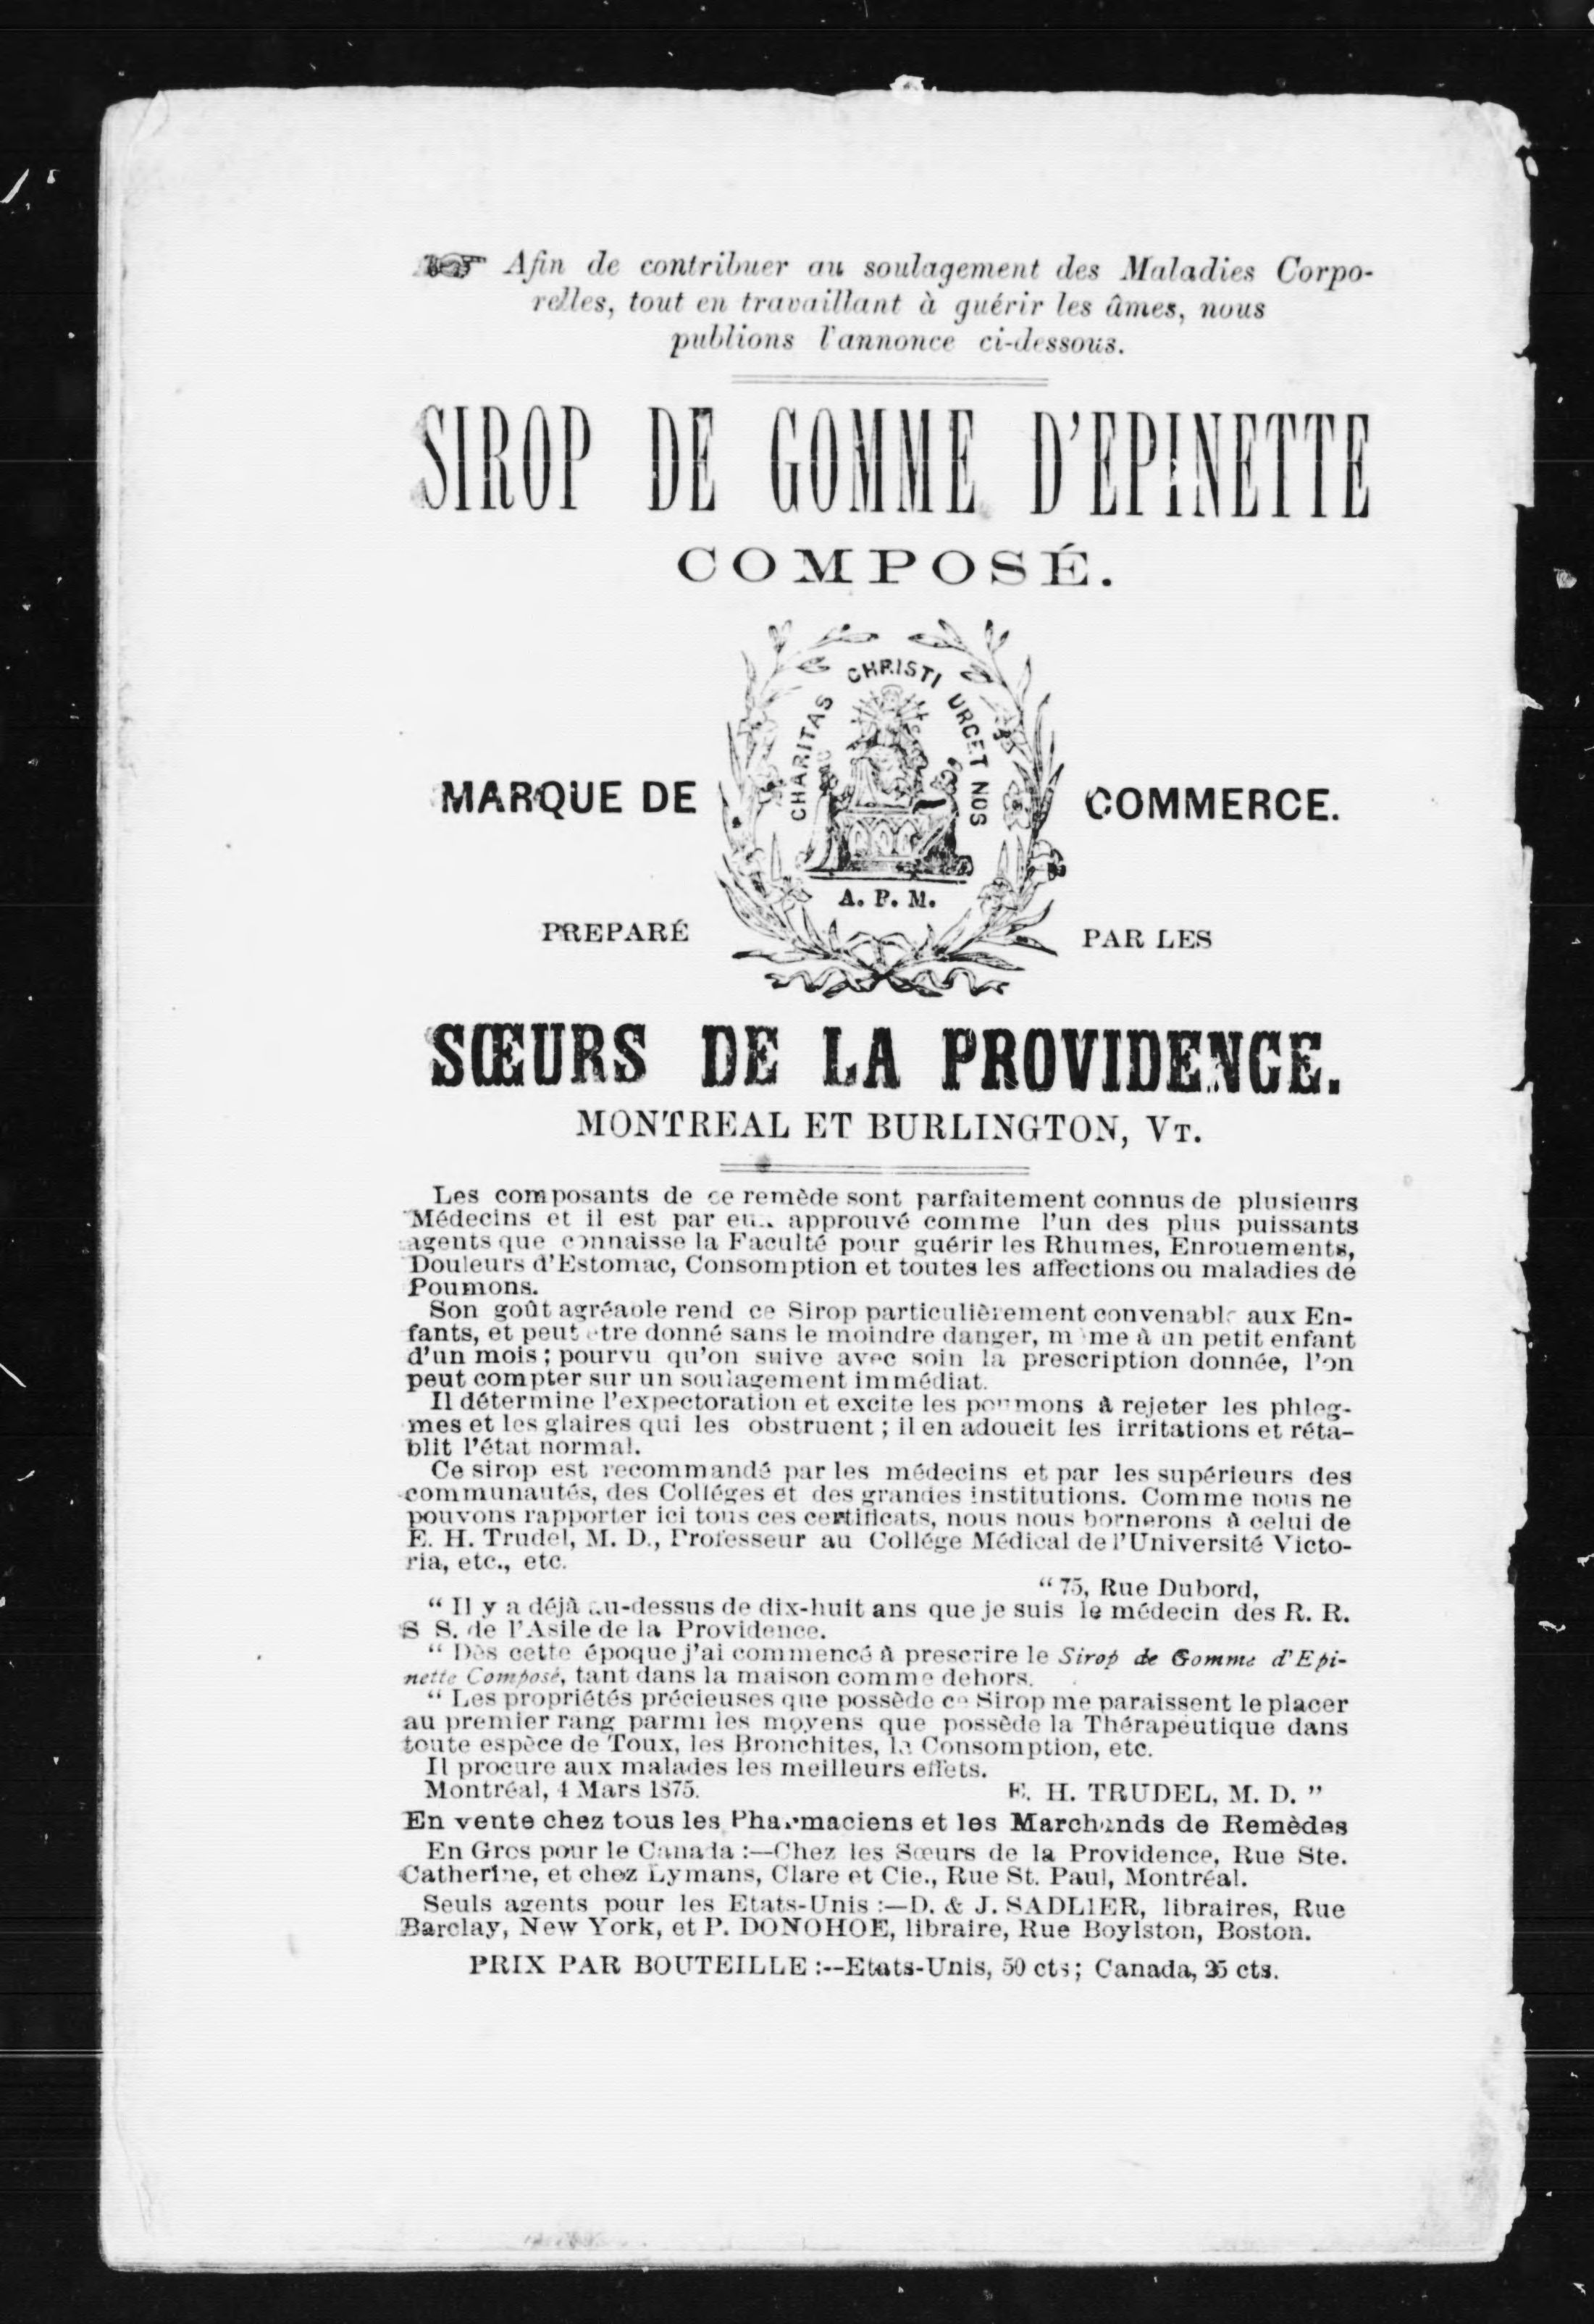 Afin de contribuer au soulagement des Maladies Corpo-
relles, tout en travaillant à guérir les âmes, nous
publions l'annonce ci-dessous.
SIROP DE GOMME D'EPINETTE
COMPOSÉ.
CHARITAS CHRISTI URGET NOS
MARQUE DE COMMERCE.
A. P. M.
PREPARÉ PAR LES
SŒURS DE LA PROVIDENCE.
MONTREAL ET BURLINGTON, VT.
Les composants de ce remède sont parfaitement connus de plusieurs
Médecins et il est par eux approuvé comme l'un des plus puissants
agents que connaisse la Faculté pour guérir les Rhumes, Enrouements,
Douleurs d'Estomac, Consomption et toutes les affections ou maladies de
Poumons.
Son goût agréable rend ce Sirop particulièrement convenable aux En-
fants, et peut etre donné sans le moindre danger, même à un petit enfant
d'un mois ; pourvu qu'on suive avec soin la prescription donnée, l'on
peut compter sur un soulagement immédiat.
Il détermine l'expectoration et excite les poumons à rejeter les phleg-
mes et les glaires qui les obstruent ; il en adoucit les irritations et réta-
blit l'état normal.
Ce sirop est recommandé par les médecins et par les supérieurs des
communautés, des Colléges et des grandes institutions. Comme nous ne
pouvons rapporter ici tous ces certificats, nous nous bornerons à celui de
E. H. Trudel, M. D., Professeur au Collége Médical de l'Université Victo-
ria, etc., etc.
“ 75, Rue Dubord,
“ Il y a déjà au-dessus de dix-huit ans que je suis le médecin des R. R.
S S. de l'Asile de la Providence.
“ Dès cette époque j'ai commencé à prescrire le Sirop de Gomme d'Epi-
nette Composé, tant dans la maison comme dehors.
“ Les propriétés précieuses que possède ce Sirop me paraissent le placer
au premier rang parmi les moyens que possède la Thérapeutique dans
toute espèce de Toux, les Bronchites, la Consomption, etc.
Il procure aux malades les meilleurs effets.
Montréal, 4 Mars 1875. E. H. TRUDEL, M. D. ”
En vente chez tous les Pharmaciens et les Marchands de Remèdes
En Gros pour le Canada :—Chez les Sœurs de la Providence, Rue Ste.
Catherine, et chez Lymans, Clare et Cie., Rue St. Paul, Montréal.
Seuls agents pour les Etats-Unis :—D. & J. SADLIER, libraires, Rue
Barclay, New York, et P. DONOHOE, libraire, Rue Boylston, Boston.
PRIX PAR BOUTEILLE :--Etats-Unis, 50 cts ; Canada, 25 cts.